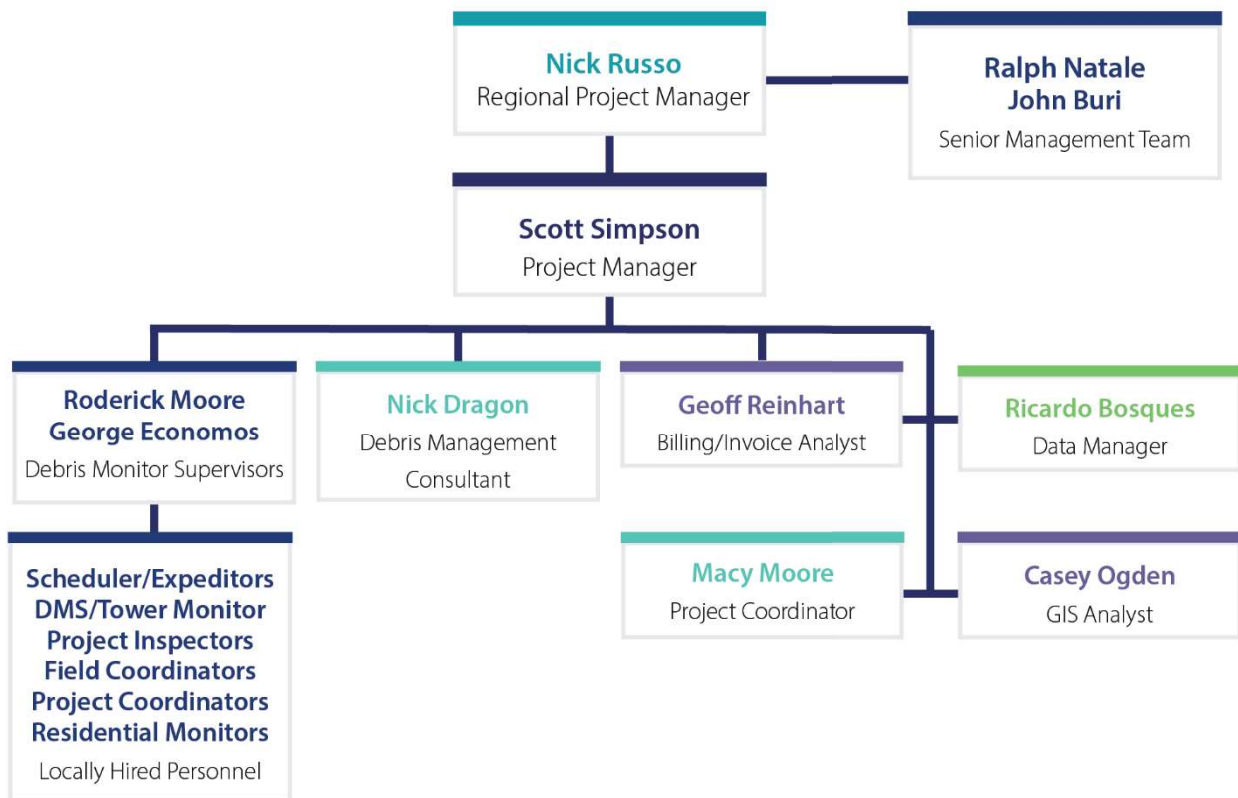 Nick Russo
Regional Project Manager
Ralph Natale
John Buri
Senior Management Team
Scott Simpson
Project Manager
Roderick Moore
George Economos
Debris Monitor Supervisors
Nick Dragon
Debris Management
Consultant
Geoff Reinhart
Billing/Invoice Analyst
Ricardo Bosques
Data Manager
Scheduler/Expeditors
DMS/Tower Monitor
Project Inspectors
Field Coordinators
Project Coordinators
Residential Monitors
Locally Hired Personnel
Macy Moore
Project Coordinator
Casey Ogden
GIS Analyst